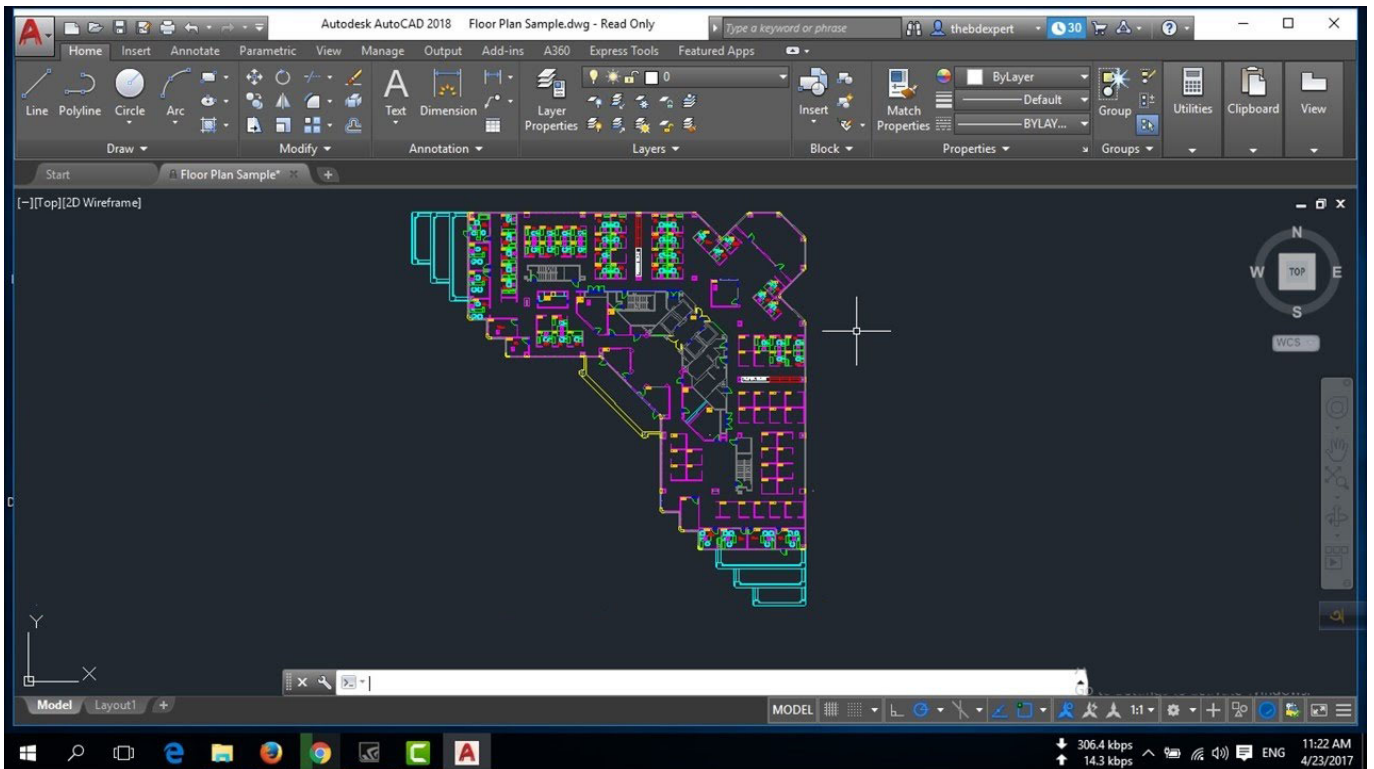 Autodesk AutoCAD 2018 Floor Plan Sample.dwg - Read Only Type a keyword or phrase thebdexpert 30
Home Insert Annotate Parametric View Manage Output Add-ins A360 Express Tools Featured Apps
0 ByLayer
Default
Line Polyline Circle Arc Text Dimension Layer Properties Insert Match Properties BYLAY... Group Utilities Clipboard View
Draw Modify Annotation Layers Block Properties Groups
Start Floor Plan Sample*
[−][Top][2D Wireframe]
N
W TOP E
S
WCS
Y
X
Model Layout1 MODEL 1:1
306.4 kbps
14.3 kbps
ENG
11:22 AM
4/23/2017